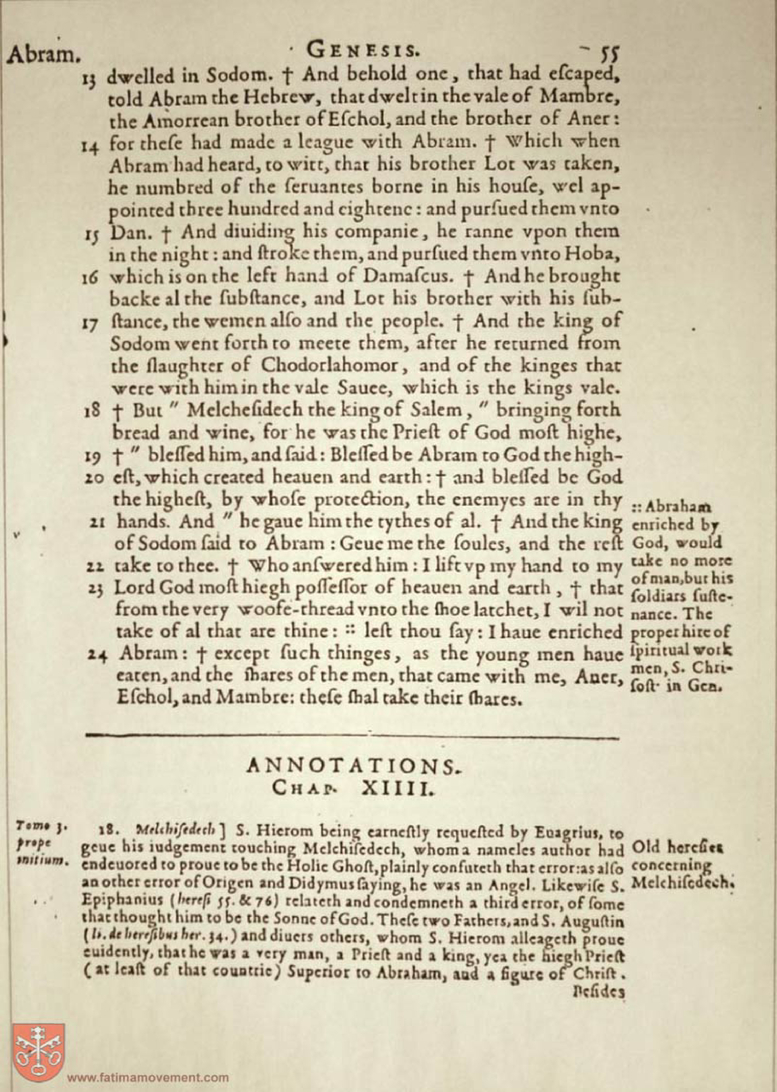 Abram. · GENESIS. 55
13 dwelled in Sodom. † And behold one, that had eſcaped,
told Abram the Hebrew, that dwelt in the vale of Mambre,
the Amorrean brother of Eſchol, and the brother of Aner:
14 for theſe had made a league with Abram. † Which when
Abram had heard, to witt, that his brother Lot was taken,
he numbred of the ſeruantes borne in his houſe, wel ap-
pointed three hundred and eightene: and purſued them vnto
15 Dan. † And diuiding his companie, he ranne vpon them
in the night: and ſtroke them, and purſued them vnto Hoba,
16 which is on the left hand of Damaſcus. † And he brought
backe al the ſubſtance, and Lot his brother with his ſub-
17 ſtance, the wemen alſo and the people. † And the king of
Sodom went forth to meete them, after he returned from
the ſlaughter of Chodorlahomor, and of the kinges that
were with him in the vale Sauee, which is the kings vale.
18 † But " Melcheſidech the king of Salem, " bringing forth
bread and wine, for he was the Prieſt of God moſt highe,
19 † " bleſſed him, and ſaid: Bleſſed be Abram to God the high-
20 eſt, which created heauen and earth: † and bleſſed be God
the higheſt, by whoſe protection, the enemyes are in thy
21 hands. And " he gaue him the tythes of al. † And the king
of Sodom ſaid to Abram: Geue me the ſoules, and the reſt
22 take to thee. † Who anſwered him: I lift vp my hand to my
23 Lord God moſt hiegh poſſeſſor of heauen and earth, † that
from the very woofe-thread vnto the ſhoe latchet, I wil not
take of al that are thine: :: leſt thou ſay: I haue enriched
24 Abram: † except ſuch thinges, as the young men haue
eaten, and the ſhares of the men, that came with me, Aner,
Eſchol, and Mambre: theſe ſhal take their ſhares.
:: Abraham
enriched by
God, would
take no more
of man, but his
ſoldiars ſuſte-
nance. The
proper hire of
ſpiritual work
men, S. Chri-
ſoſt. in Gen.
ANNOTATIONS.
CHAP. XIIII.
Tomo 3.
prope
initium.
18. Melchiſedech] S. Hierom being earneſtly requeſted by Euagrius, to
geue his iudgement touching Melchiſedech, whom a nameles author had
endeuored to proue to be the Holie Ghoſt, plainly confuteth that error: as alſo
an other error of Origen and Didymus ſaying, he was an Angel. Likewiſe S.
Epiphanius (hereſi 55. & 76) relateth and condemneth a third error, of ſome
that thought him to be the Sonne of God. Theſe two Fathers, and S. Auguſtin
(li. de hereſibus her. 34.) and diuers others, whom S. Hierom alleageth proue
euidently, that he was a very man, a Prieſt and a king, yea the hiegh Prieſt
(at leaſt of that countrie) Superior to Abraham, and a figure of Chriſt.
Beſides
Old hereſies
concerning
Melchiſedech.
www.fatimamovement.com